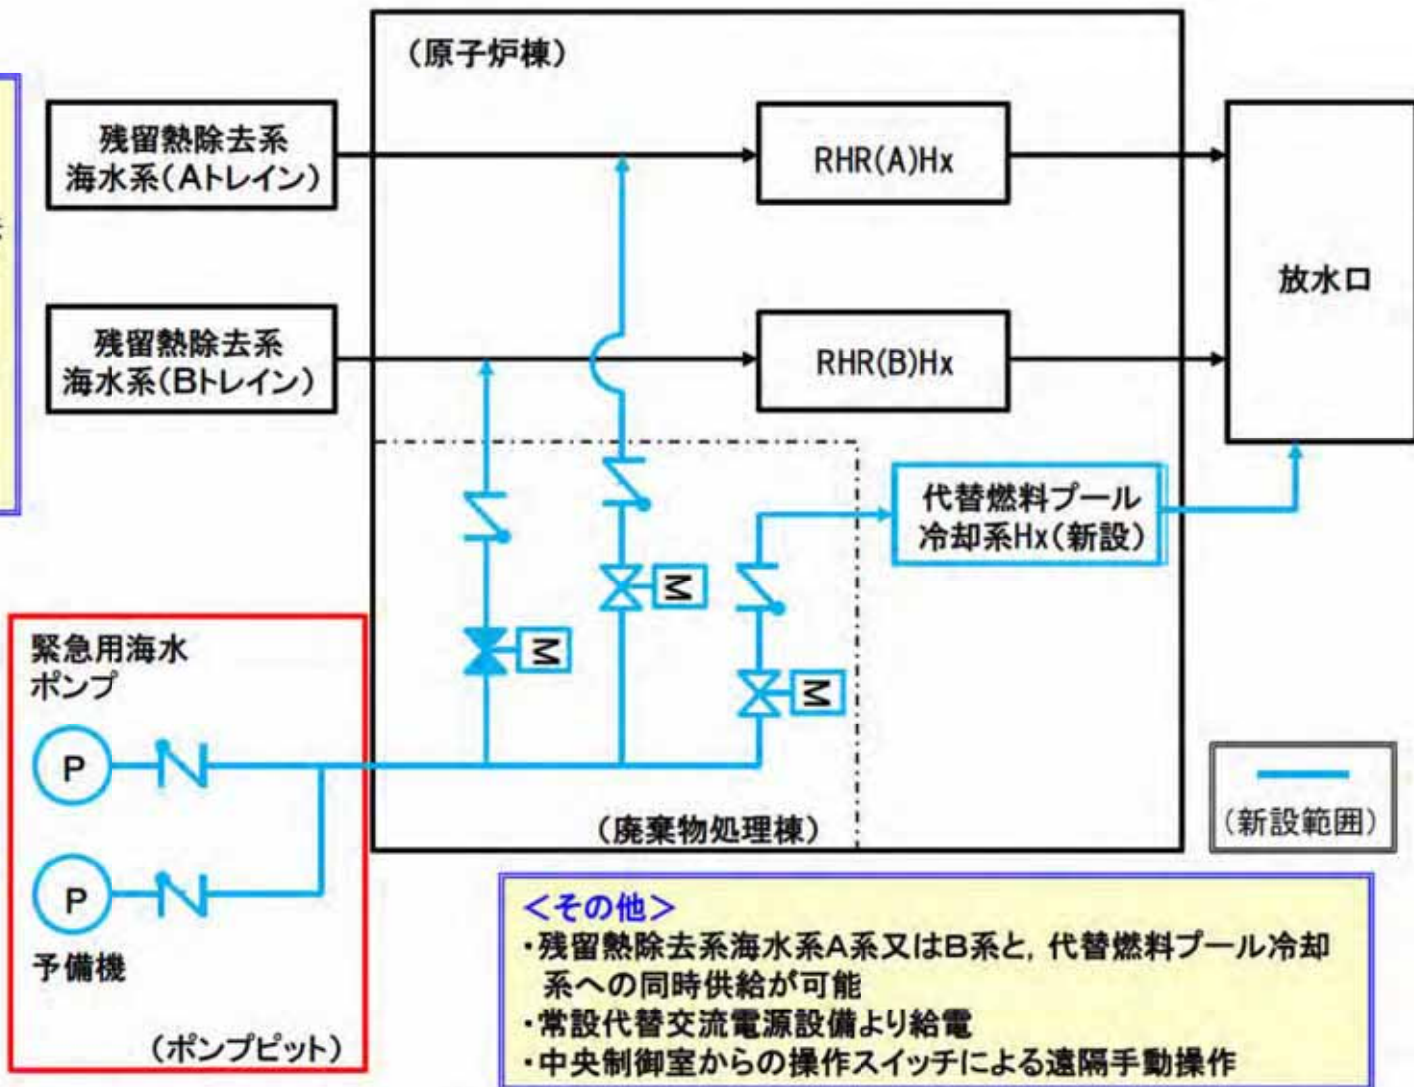 (原子炉棟)
残留熱除去系
海水系(Aトレイン)
RHR(A)Hx
放水口
残留熱除去系
海水系(Bトレイン)
RHR(B)Hx
代替燃料プール
冷却系Hx(新設)
M
M
M
緊急用海水
ポンプ
P
P
予備機
(ポンプピット)
(廃棄物処理棟)
(新設範囲)
<その他>
・残留熱除去系海水系A系又はB系と,代替燃料プール冷却
系への同時供給が可能
・常設代替交流電源設備より給電
・中央制御室からの操作スイッチによる遠隔手動操作